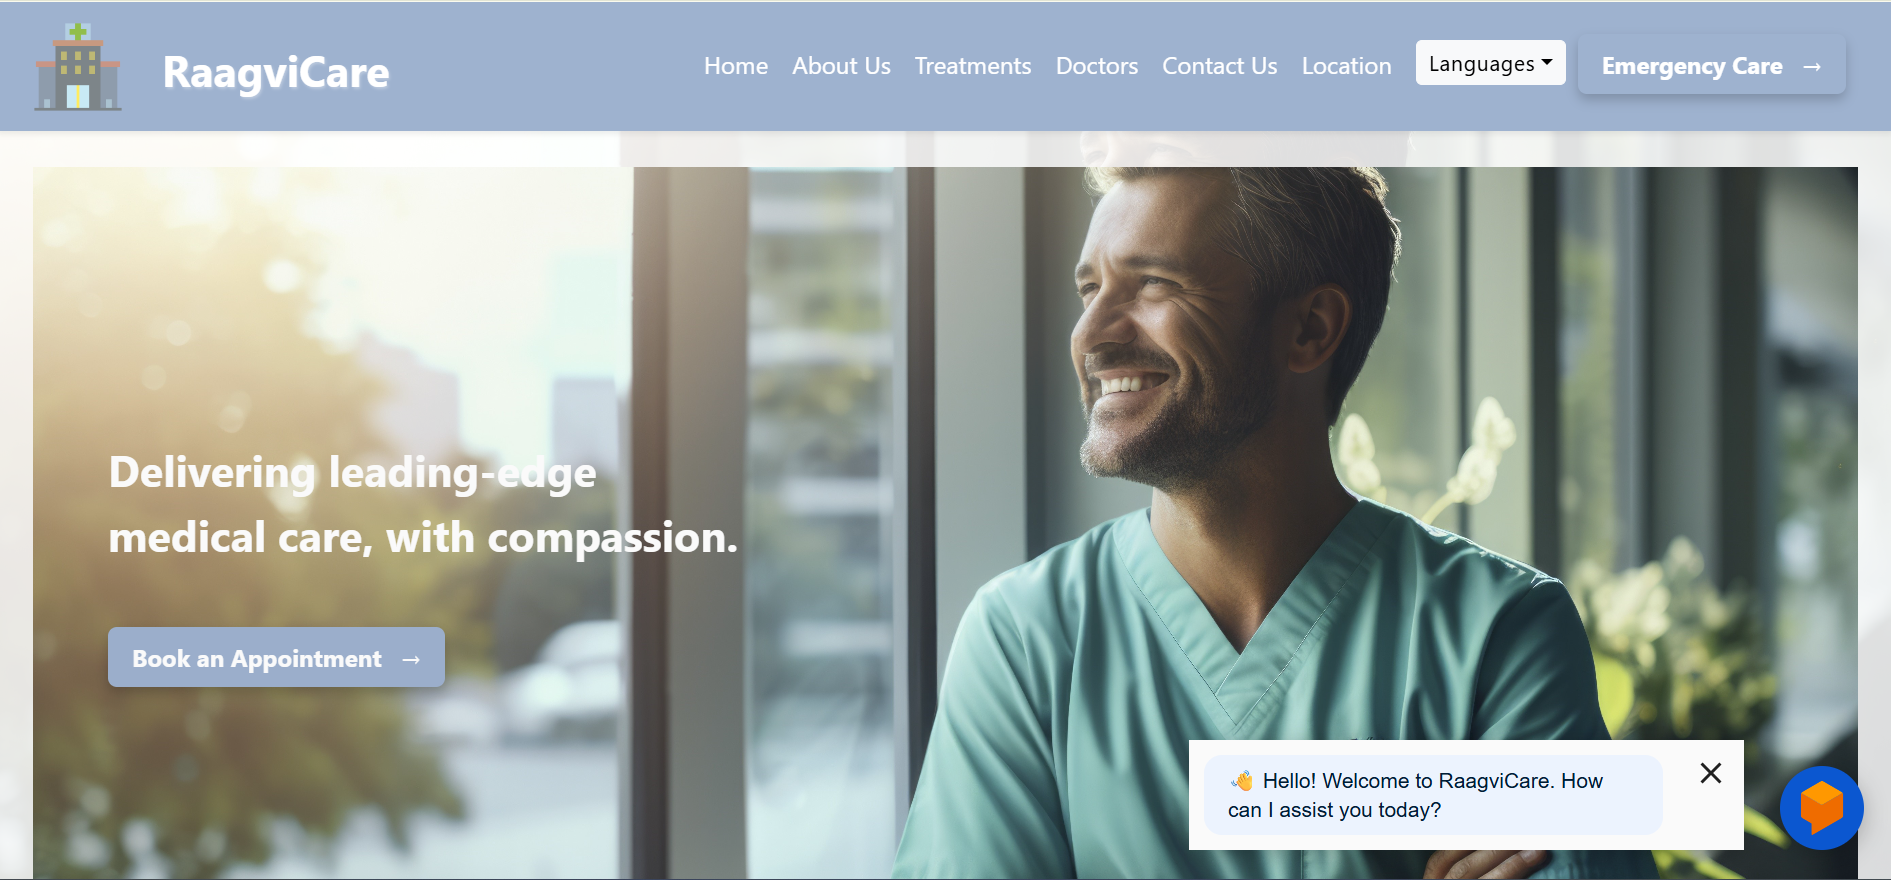 RaagviCare
Home About Us Treatments Doctors Contact Us Location Languages Emergency Care →
Delivering leading-edge
medical care, with compassion.
Book an Appointment →
👋 Hello! Welcome to RaagviCare. How
can I assist you today?